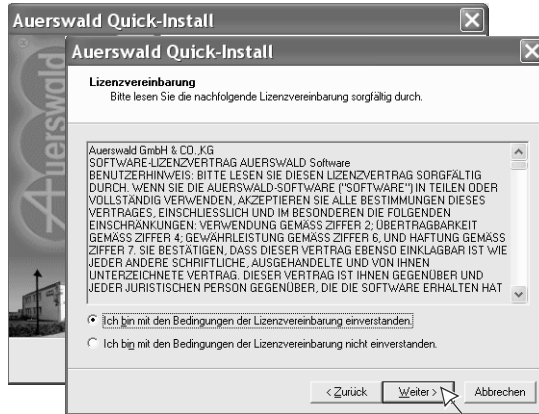 Auerswald Quick-Install
Auerswald
Auerswald Quick-Install
Lizenzvereinbarung
Bitte lesen Sie die nachfolgende Lizenzvereinbarung sorgfältig durch.
Auerswald GmbH & CO.,KG
SOFTWARE-LIZENZVERTRAG AUERSWALD Software
BENUTZERHINWEIS: BITTE LESEN SIE DIESEN LIZENZVERTRAG SORGFÄLTIG
DURCH. WENN SIE DIE AUERSWALD-SOFTWARE ("SOFTWARE") IN TEILEN ODER
VOLLSTÄNDIG VERWENDEN, AKZEPTIEREN SIE ALLE BESTIMMUNGEN DIESES
VERTRAGES, EINSCHLIESSLICH UND IM BESONDEREN DIE FOLGENDEN
EINSCHRÄNKUNGEN: VERWENDUNG GEMÄSS ZIFFER 2; ÜBERTRAGBARKEIT
GEMÄSS ZIFFER 4; GEWÄHRLEISTUNG GEMÄSS ZIFFER 6, UND HAFTUNG GEMÄSS
ZIFFER 7. SIE BESTÄTIGEN, DASS DIESER VERTRAG EBENSO EINKLAGBAR IST WIE
JEDER ANDERE SCHRIFTLICHE, AUSGEHANDELTE UND VON IHNEN
UNTERZEICHNETE VERTRAG. DIESER VERTRAG IST IHNEN GEGENÜBER UND
JEDER JURISTISCHEN PERSON GEGENÜBER, DIE DIE SOFTWARE ERHALTEN HAT
Ich bin mit den Bedingungen der Lizenzvereinbarung einverstanden.
Ich bin mit den Bedingungen der Lizenzvereinbarung nicht einverstanden.
< Zurück Weiter > Abbrechen